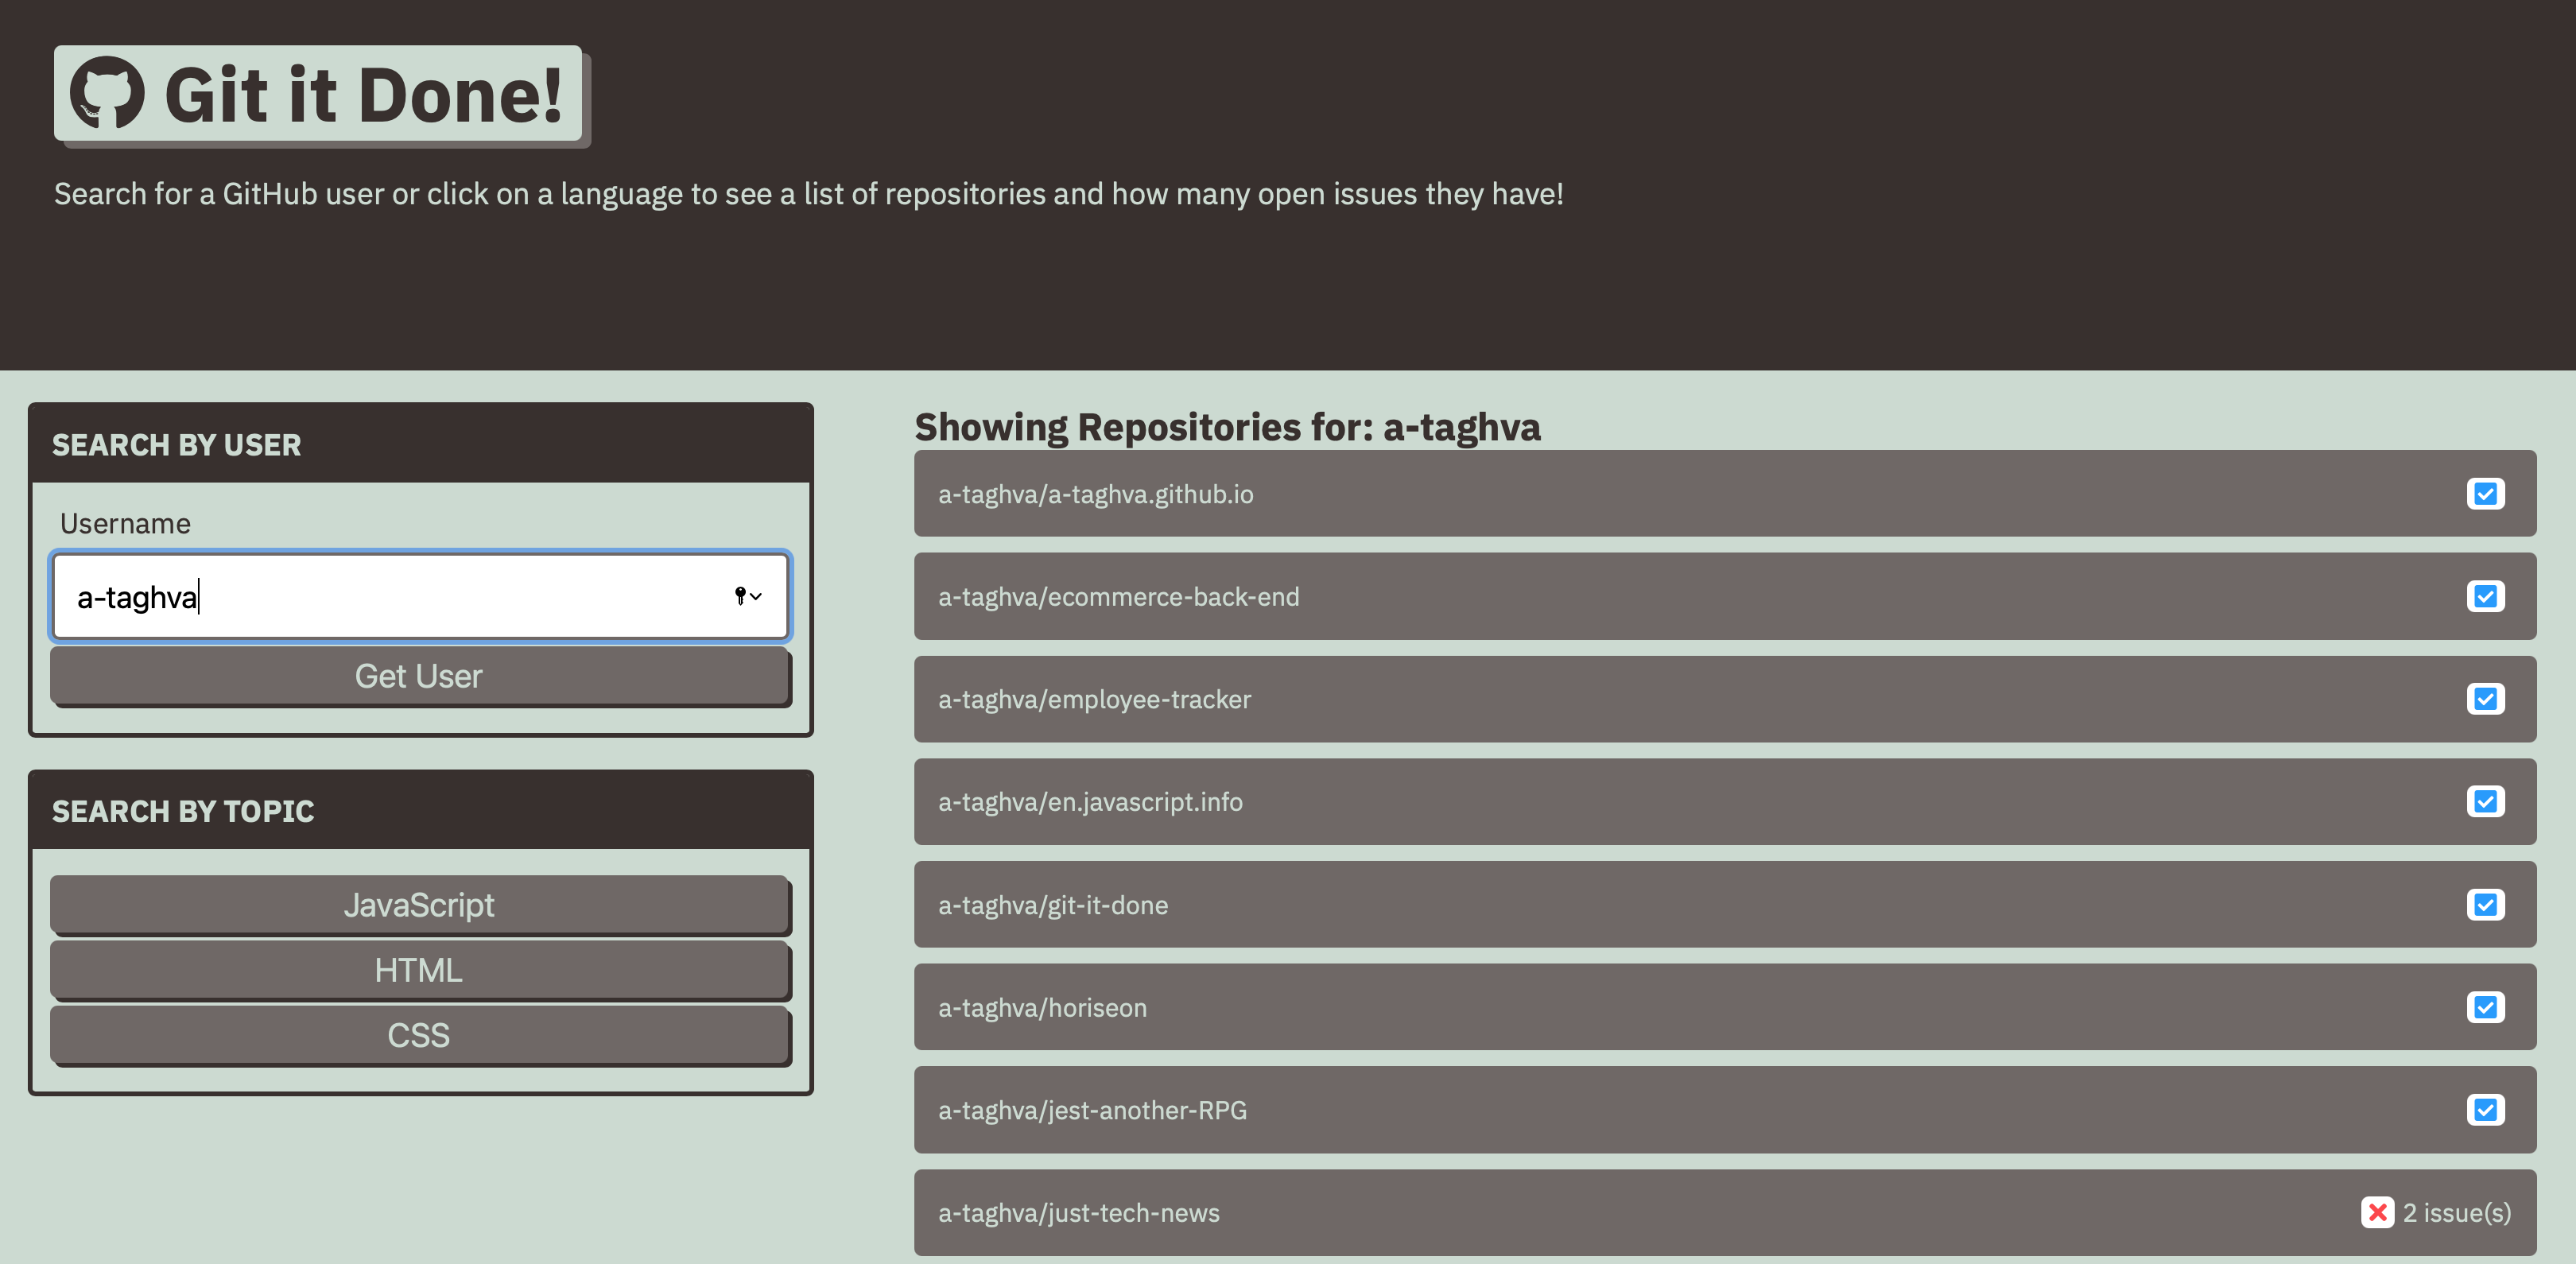 Git it Done!
Search for a GitHub user or click on a language to see a list of repositories and how many open issues they have!
SEARCH BY USER
Username
a-taghva
Get User
SEARCH BY TOPIC
JavaScript
HTML
CSS
Showing Repositories for: a-taghva
a-taghva/a-taghva.github.io
a-taghva/ecommerce-back-end
a-taghva/employee-tracker
a-taghva/en.javascript.info
a-taghva/git-it-done
a-taghva/horiseon
a-taghva/jest-another-RPG
a-taghva/just-tech-news
2 issue(s)